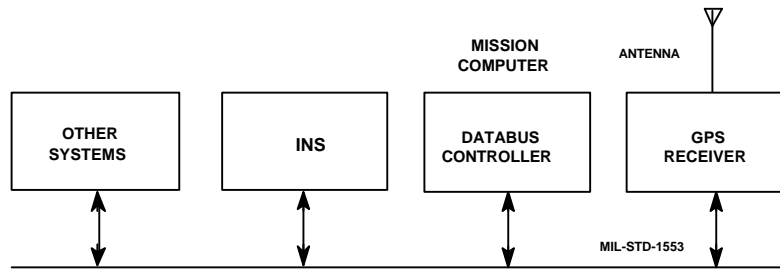 MISSION
COMPUTER
ANTENNA
OTHER
SYSTEMS
INS
DATABUS
CONTROLLER
GPS
RECEIVER
MIL-STD-1553